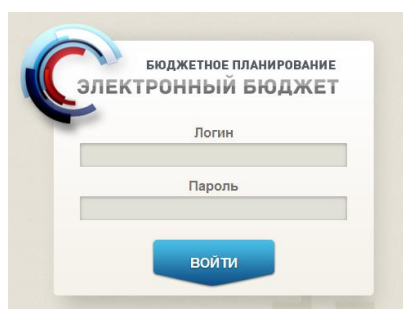 БЮДЖЕТНОЕ ПЛАНИРОВАНИЕ
ЭЛЕКТРОННЫЙ БЮДЖЕТ
Логин
Пароль
ВОЙТИ